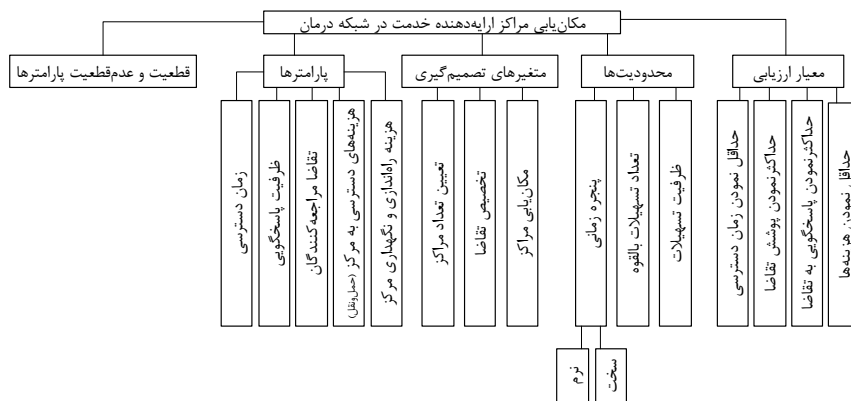 مکان‌یابی مراکز ارایه‌دهنده خدمت در شبکه درمان
معیار ارزیابی
محدودیت‌ها
متغیرهای تصمیم‌گیری
پارامترها
قطعیت و عدم‌قطعیت پارامترها
حداقل نمودن هزینه‌ها
حداکثرنمودن پاسخگویی به تقاضا
حداکثرنمودن پوشش تقاضا
حداقل نمودن زمان دسترسی
ظرفیت تسهیلات
تعداد تسهیلات بالقوه
پنجره زمانی
مکان‌یابی مراکز
تخصیص تقاضا
تعیین تعداد مراکز
هزینه راه‌اندازی و نگهداری مرکز
هزینه‌های دسترسی به مرکز (حمل‌ونقل)
تقاضا مراجعه‌کنندگان
ظرفیت پاسخگویی
زمان دسترسی
سخت
نرم